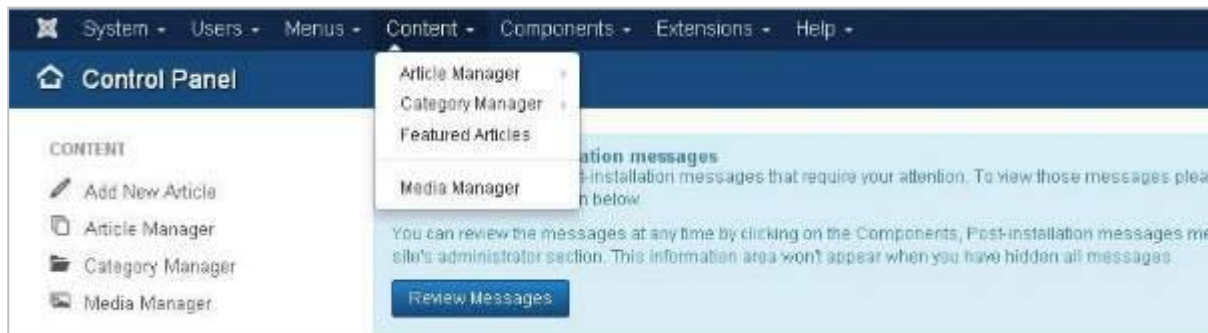 System Users Menus Content Components Extensions Help
Control Panel
Article Manager
Category Manager
Featured Articles
Media Manager
CONTENT
Add New Article
Article Manager
Category Manager
Media Manager
ation messages
t-installation messages that require your attention. To view those messages plea
n below
You can review the messages at any time by clicking on the Components, Post-installation messages me
site's administrator section. This information area won't appear when you have hidden all messages
Review Messages